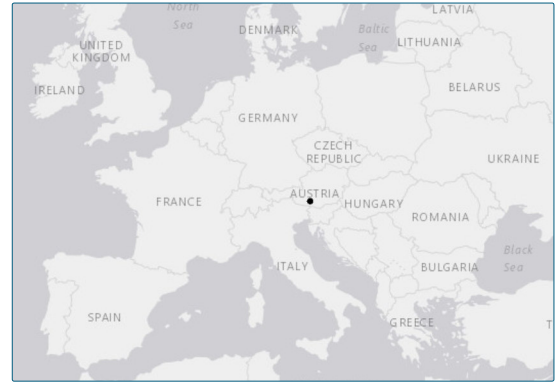 LATVIA
North
Sea
DENMARK
Baltic
Sea
LITHUANIA
UNITED
KINGDOM
IRELAND
BELARUS
GERMANY
CZECH
REPUBLIC
UKRAINE
AUSTRIA
FRANCE
HUNGARY
ROMANIA
Black
Sea
ITALY
BULGARIA
SPAIN
GREECE
T